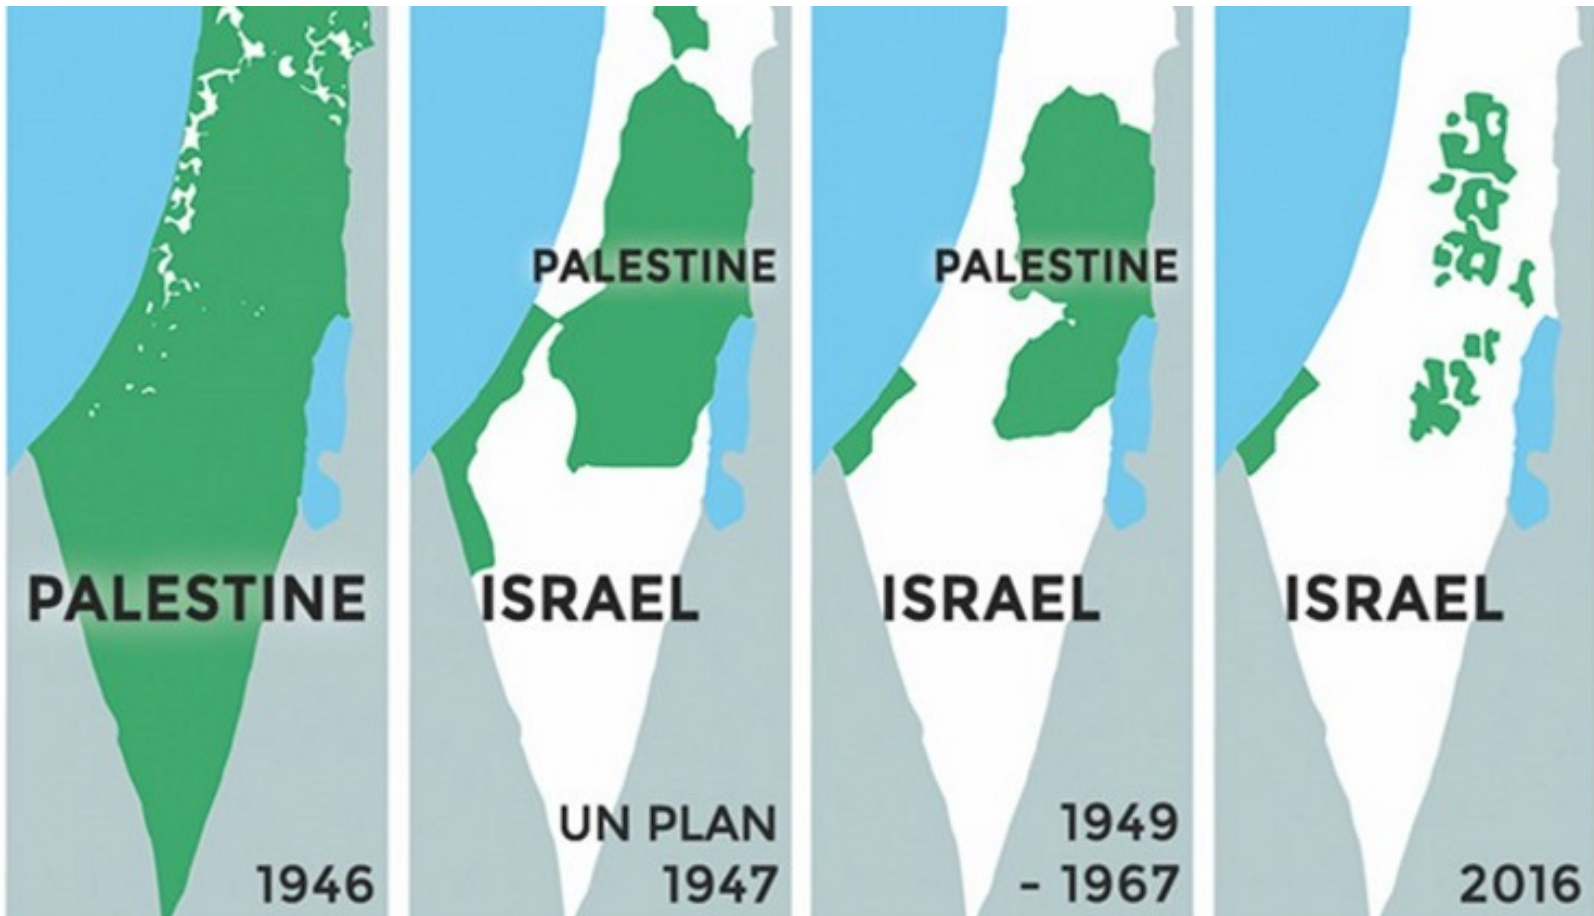 PALESTINE
1946
PALESTINE
ISRAEL
UN PLAN
1947
PALESTINE
ISRAEL
1949
- 1967
ISRAEL
2016